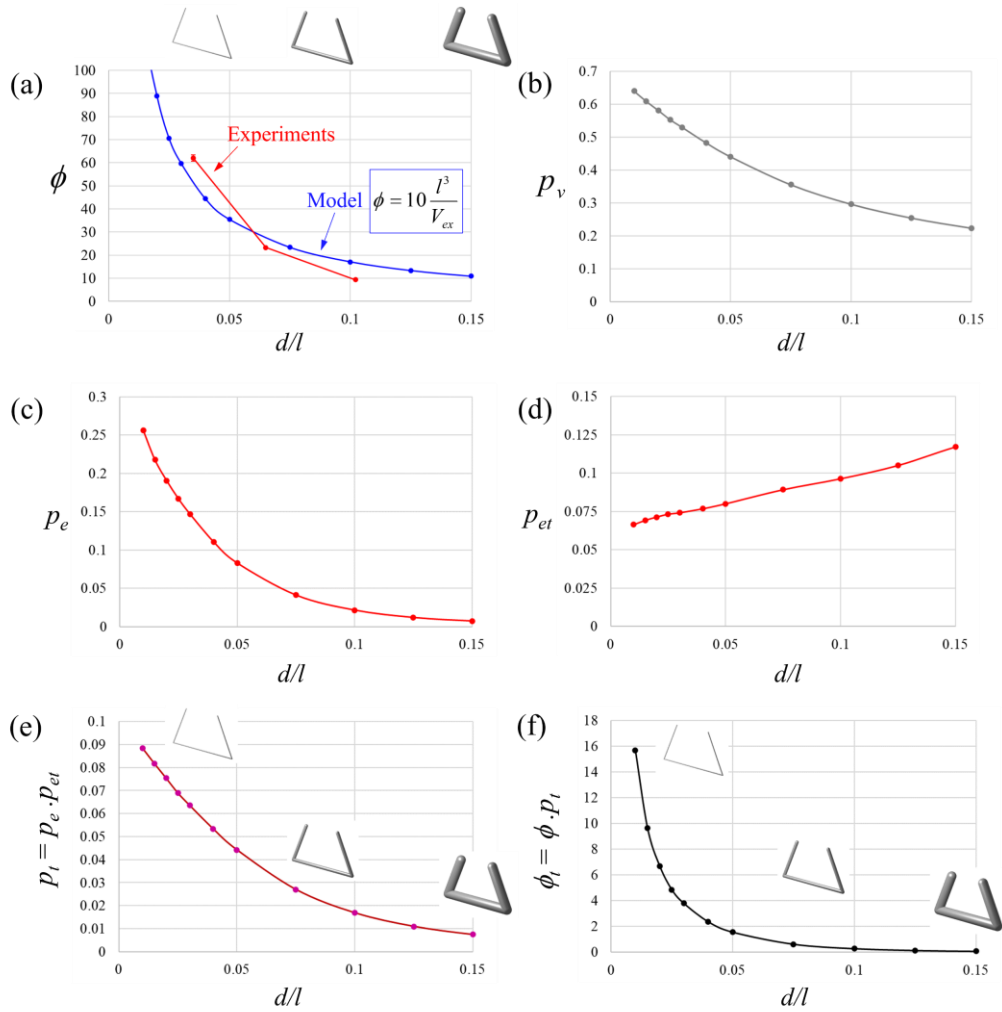 (a)
100
90
80
70
60
50
40
30
20
10
0
ϕ
Experiments
Model ϕ = 10 l³/V_ex
0 0.05 0.1 0.15
d/l
(b)
0.7
0.6
0.5
0.4
0.3
0.2
0.1
0
p_v
0 0.05 0.1 0.15
d/l
(c)
0.3
0.25
0.2
0.15
0.1
0.05
0
p_e
0 0.05 0.1 0.15
d/l
(d)
0.15
0.125
0.1
0.075
0.05
0.025
0
p_et
0 0.05 0.1 0.15
d/l
(e)
0.1
0.09
0.08
0.07
0.06
0.05
0.04
0.03
0.02
0.01
0
p_t = p_e · p_et
0 0.05 0.1 0.15
d/l
(f)
18
16
14
12
10
8
6
4
2
0
ϕ_t = ϕ · p_t
0 0.05 0.1 0.15
d/l